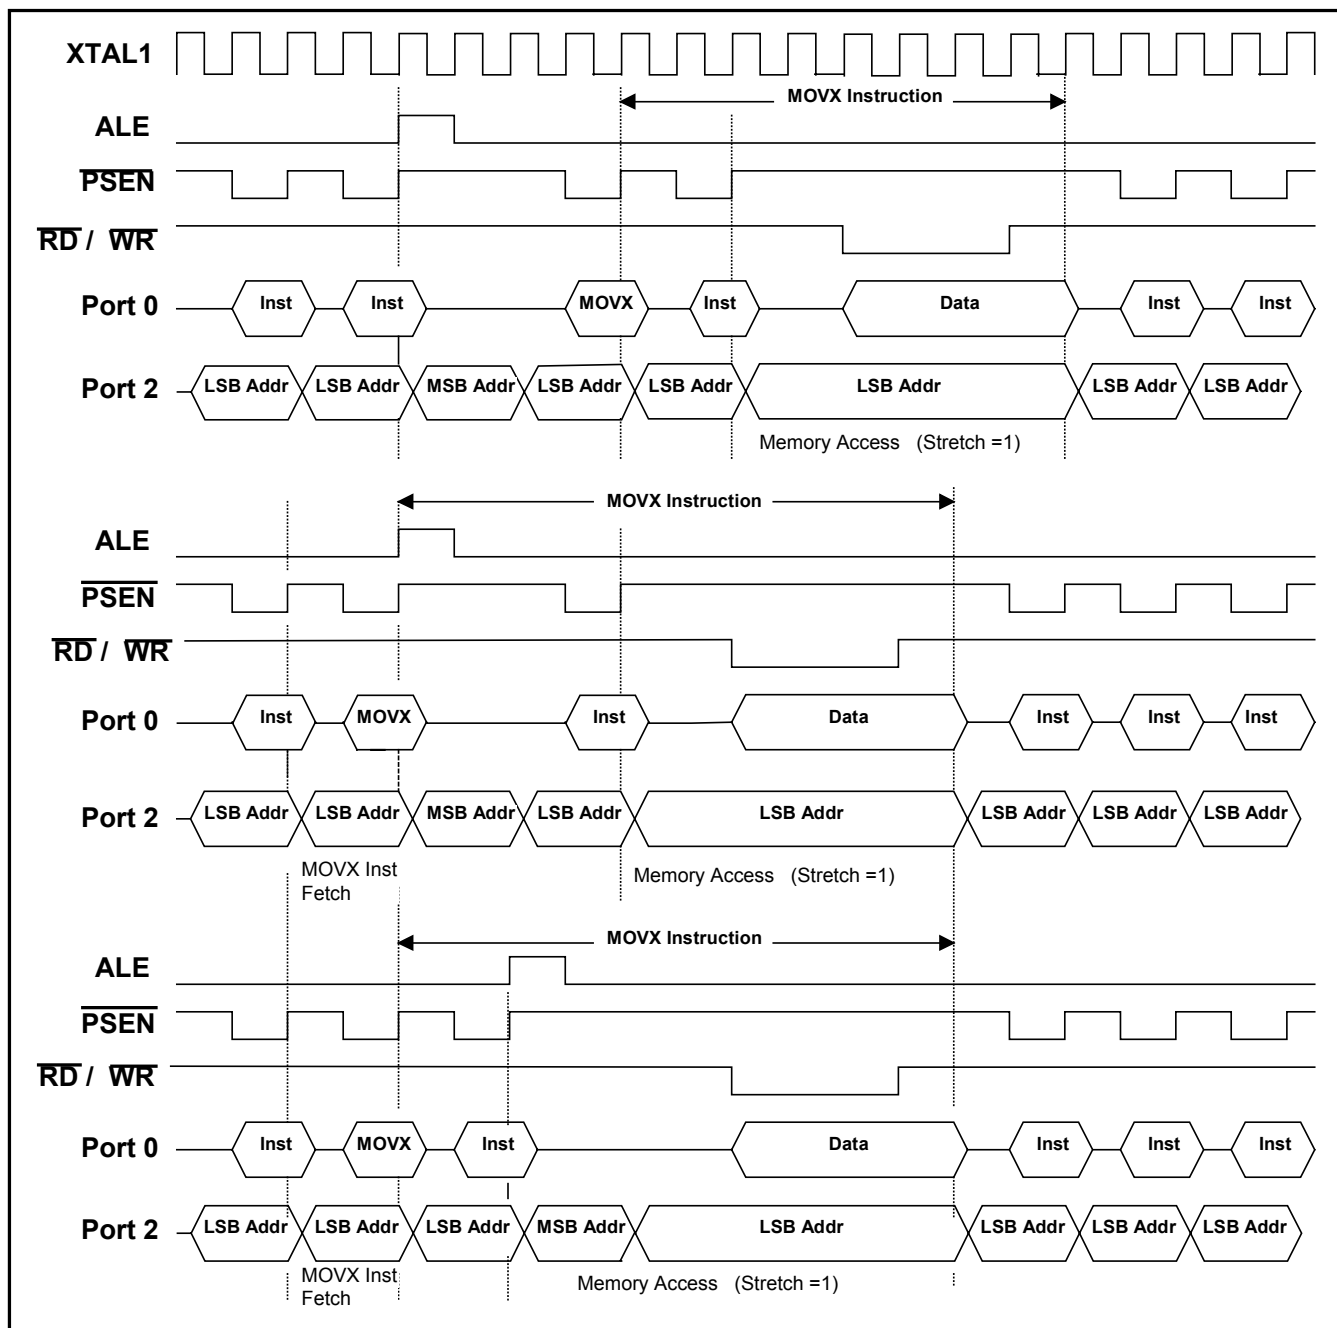 XTAL1
MOVX Instruction
ALE
PSEN
RD / WR
Port 0 Inst Inst MOVX Inst Data Inst Inst
Port 2 LSB Addr LSB Addr MSB Addr LSB Addr LSB Addr LSB Addr LSB Addr LSB Addr
Memory Access (Stretch =1)
MOVX Instruction
ALE
PSEN
RD / WR
Port 0 Inst MOVX Inst Data Inst Inst Inst
Port 2 LSB Addr LSB Addr MSB Addr LSB Addr LSB Addr LSB Addr LSB Addr LSB Addr
MOVX Inst
Fetch
Memory Access (Stretch =1)
MOVX Instruction
ALE
PSEN
RD / WR
Port 0 Inst MOVX Inst Data Inst Inst Inst
Port 2 LSB Addr LSB Addr LSB Addr MSB Addr LSB Addr LSB Addr LSB Addr LSB Addr
MOVX Inst
Fetch
Memory Access (Stretch =1)